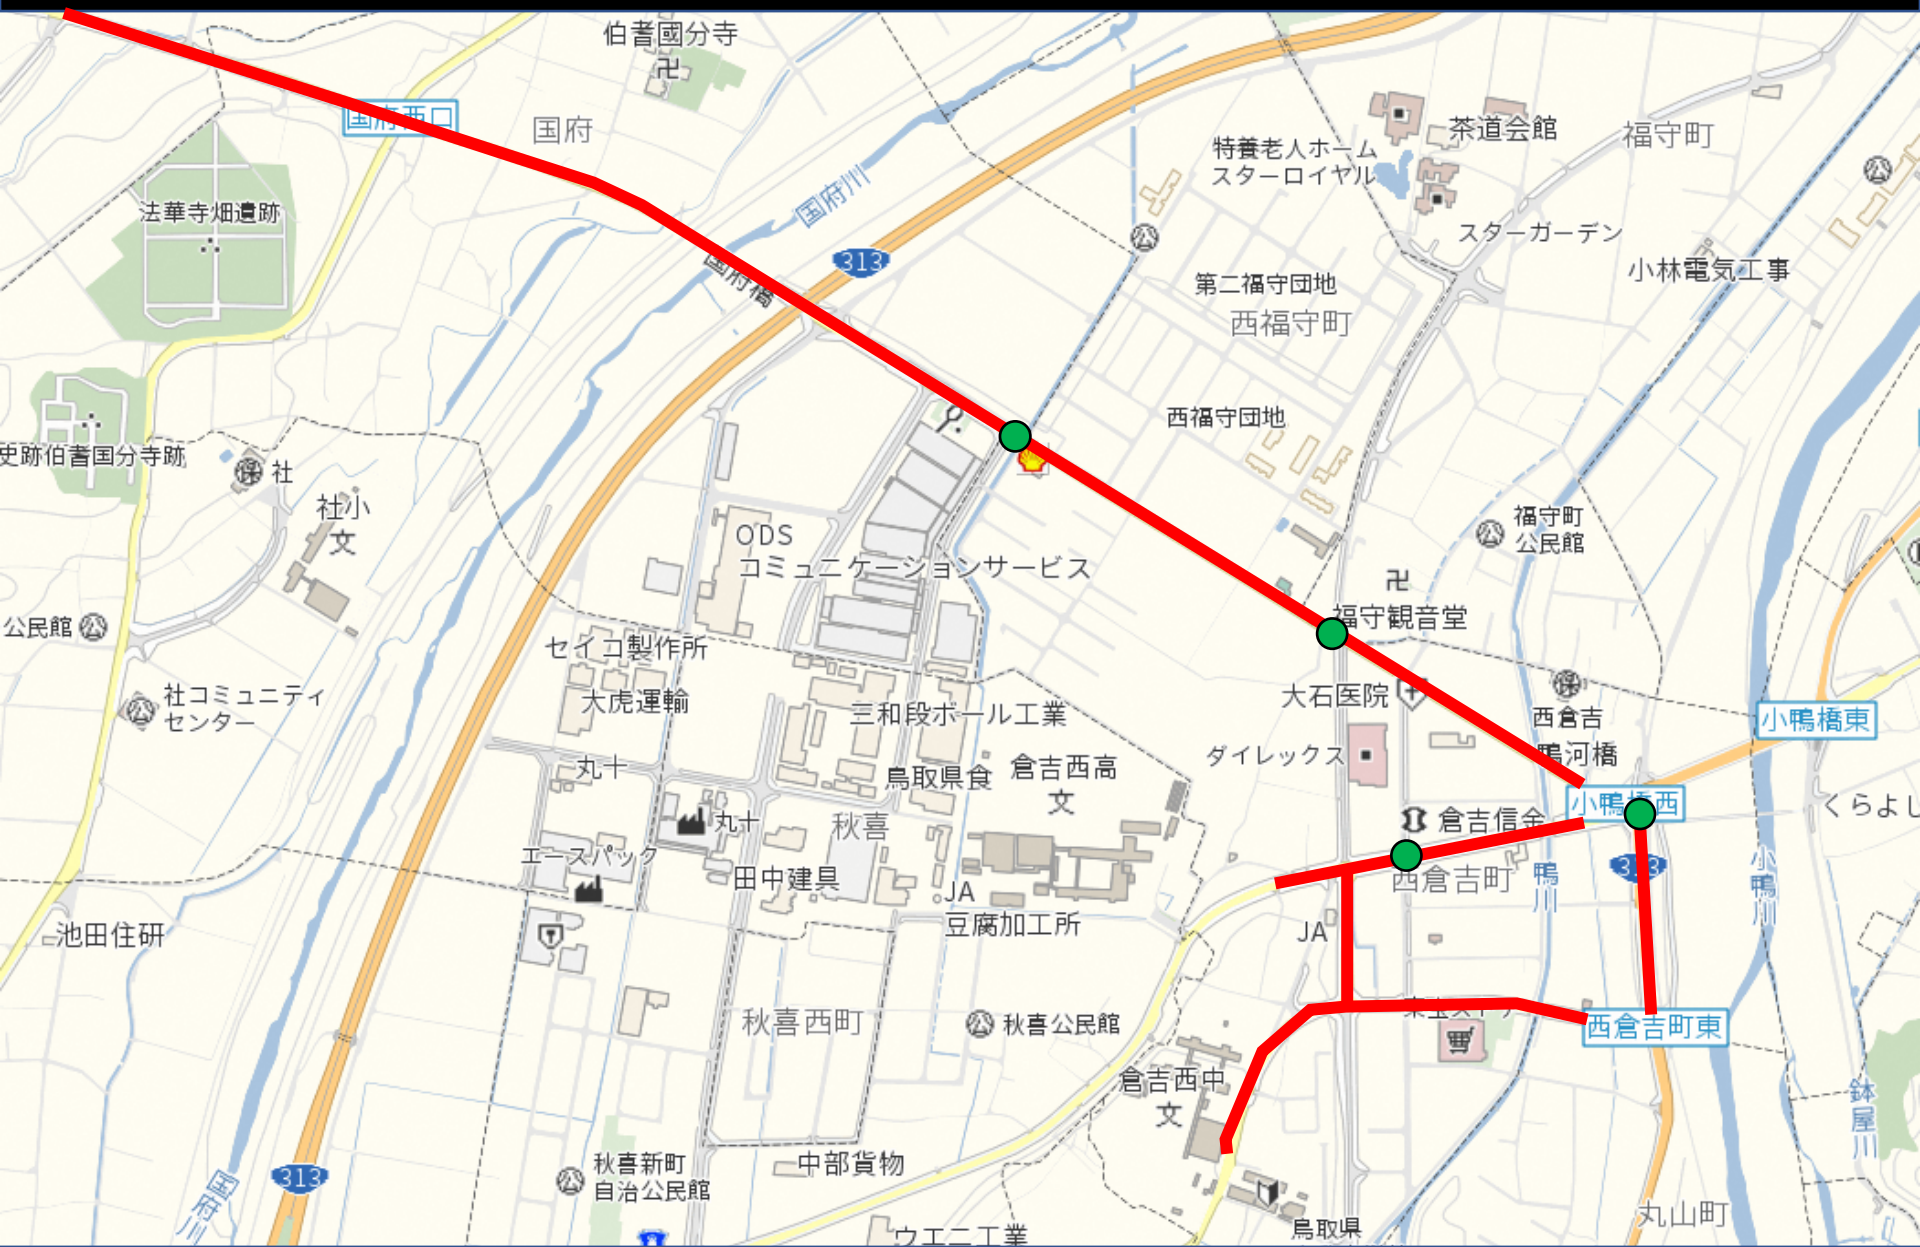 伯耆國分寺
国府西口
国府
茶道会館
福守町
特養老人ホーム
スターロイヤル
国府川
法華寺畑遺跡
スターガーデン
313
国府橋
小林電気工事
第二福守団地
西福守町
西福守団地
史跡伯耆国分寺跡
社
社小
文
福守町
公民館
ODS
コミュニケーションサービス
福守観音堂
公民館
セイコ製作所
大虎運輸
社コミュニティ
センター
大石医院
三和段ボール工業
西倉吉
小鴨橋東
ダイレックス
鴨河橋
丸十
鳥取県食
倉吉西高
文
小鴨橋西
くらよし
丸十
秋喜
倉吉信金
エースパック
田中建具
JA
西倉吉町
313
鴨川
小鴨川
豆腐加工所
JA
池田住研
秋喜西町
秋喜公民館
西倉吉町東
倉吉西中
文
鉢屋川
313
国府川
秋喜新町
自治公民館
中部貨物
丸山町
ウエニ工業
鳥取県